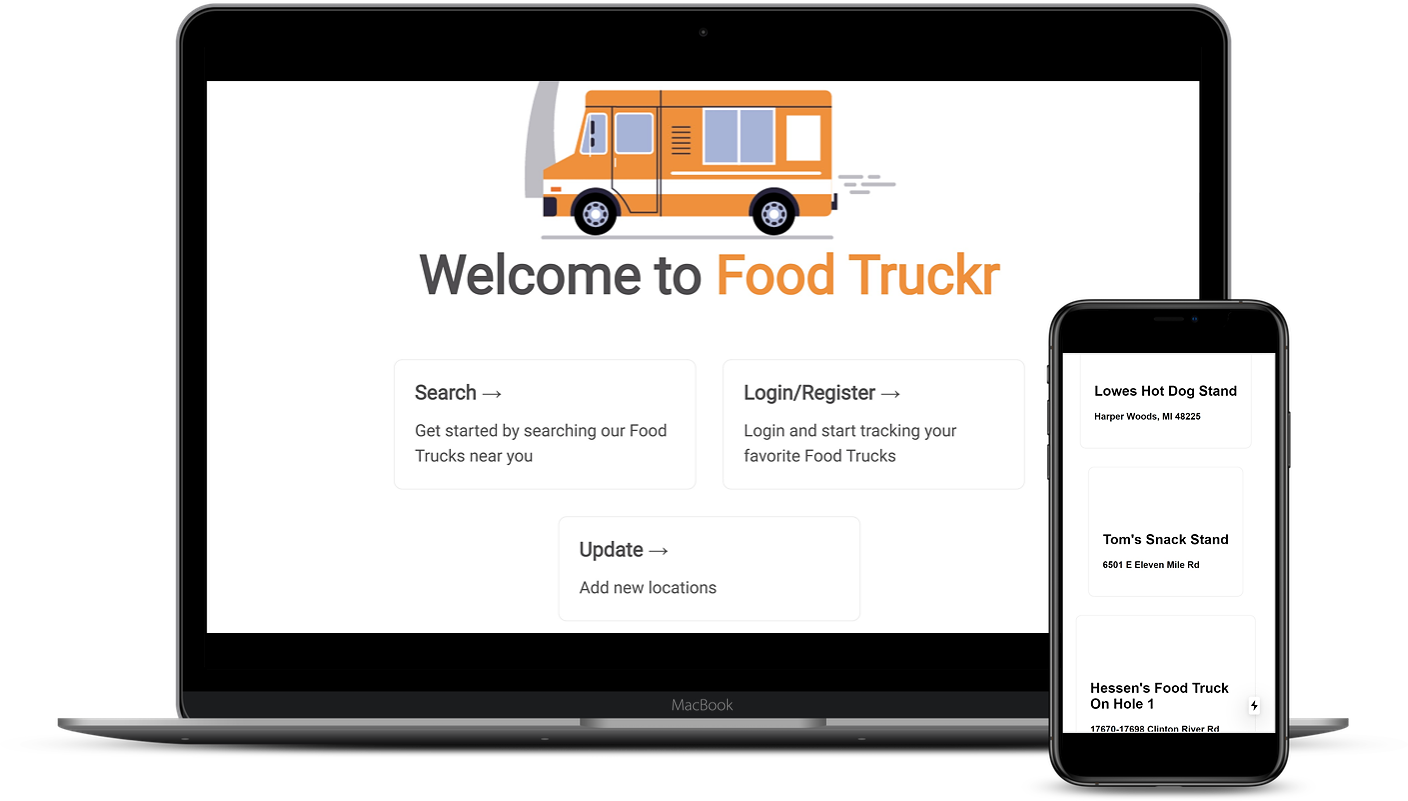 Welcome to Food Truckr
Search →
Get started by searching our Food
Trucks near you
Login/Register →
Login and start tracking your
favorite Food Trucks
Update →
Add new locations
MacBook
Lowes Hot Dog Stand
Harper Woods, MI 48225
Tom's Snack Stand
6501 E Eleven Mile Rd
Hessen's Food Truck
On Hole 1
17670-17698 Clinton River Rd